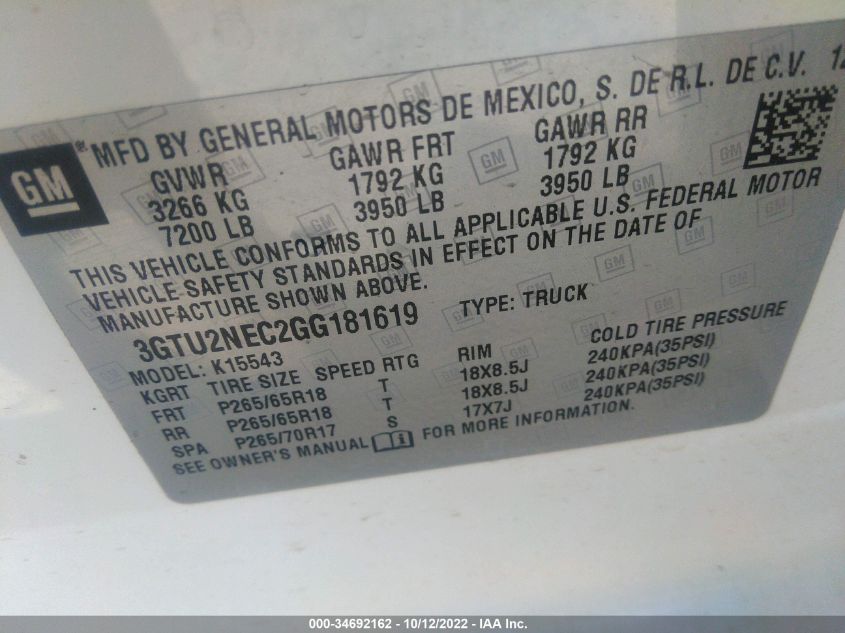 GM ® MFD BY GENERAL MOTORS DE MEXICO, S. DE R.L. DE C.V.
GVWR GAWR FRT GAWR RR
3266 KG 1792 KG 1792 KG
7200 LB 3950 LB 3950 LB
THIS VEHICLE CONFORMS TO ALL APPLICABLE U.S. FEDERAL MOTOR
VEHICLE SAFETY STANDARDS IN EFFECT ON THE DATE OF
MANUFACTURE SHOWN ABOVE.
3GTU2NEC2GG181619 TYPE: TRUCK
MODEL: K15543
KGRT TIRE SIZE SPEED RTG RIM COLD TIRE PRESSURE
FRT P265/65R18 T 18X8.5J 240KPA(35PSI)
RR P265/65R18 T 18X8.5J 240KPA(35PSI)
SPA P265/70R17 S 17X7J 240KPA(35PSI)
SEE OWNER'S MANUAL i FOR MORE INFORMATION.
000-34692162 - 10/12/2022 - IAA Inc.